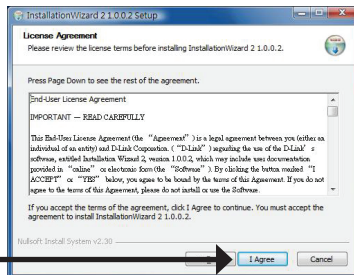 InstallationWizard 2 1.0.0.2 Setup
License Agreement
Please review the license terms before installing InstallationWizard 2 1.0.0.2.
Press Page Down to see the rest of the agreement.
End-User License Agreement
IMPORTANT — READ CAREFULLY
This End-User License Agreement (the “Agreement”) is a legal agreement between you (either an
individual of an entity) and D-Link Corporation. (“D-Link”) regarding the use of the D-Link’s
software, entitled Installation Wizard 2, version 1.0.0.2, which may include user documentation
provided in “online” or electronic form (the “Software”). By clicking the button marked “I
ACCEPT” or “YES” below, you agree to be bound by the terms of this Agreement. If you do not
agree to the terms of this Agreement, please do not install or use the Software.
If you accept the terms of the agreement, click I Agree to continue. You must accept the
agreement to install InstallationWizard 2 1.0.0.2.
Nullsoft Install System v2.30
I Agree
Cancel